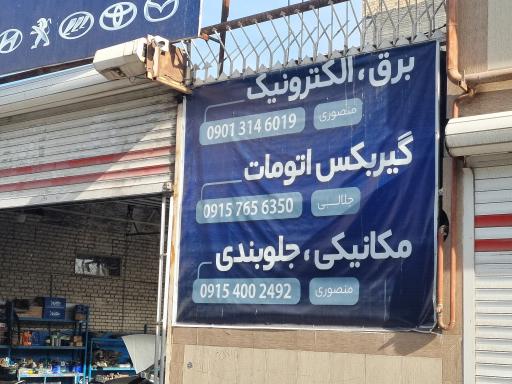 برق، الکترونیک
منصوری 0901 314 6019
گیربکس اتومات
جلالی 0915 765 6350
مکانیکی، جلوبندی
منصوری 0915 400 2492